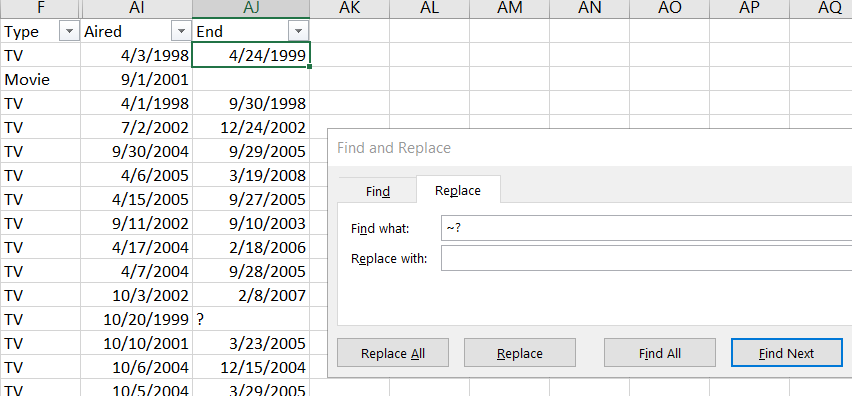 F AI AJ AK AL AM AN AO AP AQ
Type Aired End
TV 4/3/1998 4/24/1999
Movie 9/1/2001
TV 4/1/1998 9/30/1998
TV 7/2/2002 12/24/2002
TV 9/30/2004 9/29/2005
TV 4/6/2005 3/19/2008
TV 4/15/2005 9/27/2005
TV 9/11/2002 9/10/2003
TV 4/17/2004 2/18/2006
TV 4/7/2004 9/28/2005
TV 10/3/2002 2/8/2007
TV 10/20/1999 ?
TV 10/10/2001 3/23/2005
TV 10/6/2004 12/15/2004
TV 10/5/2004 3/29/2005
Find and Replace
Find Replace
Find what: ~?
Replace with:
Replace All Replace Find All Find Next